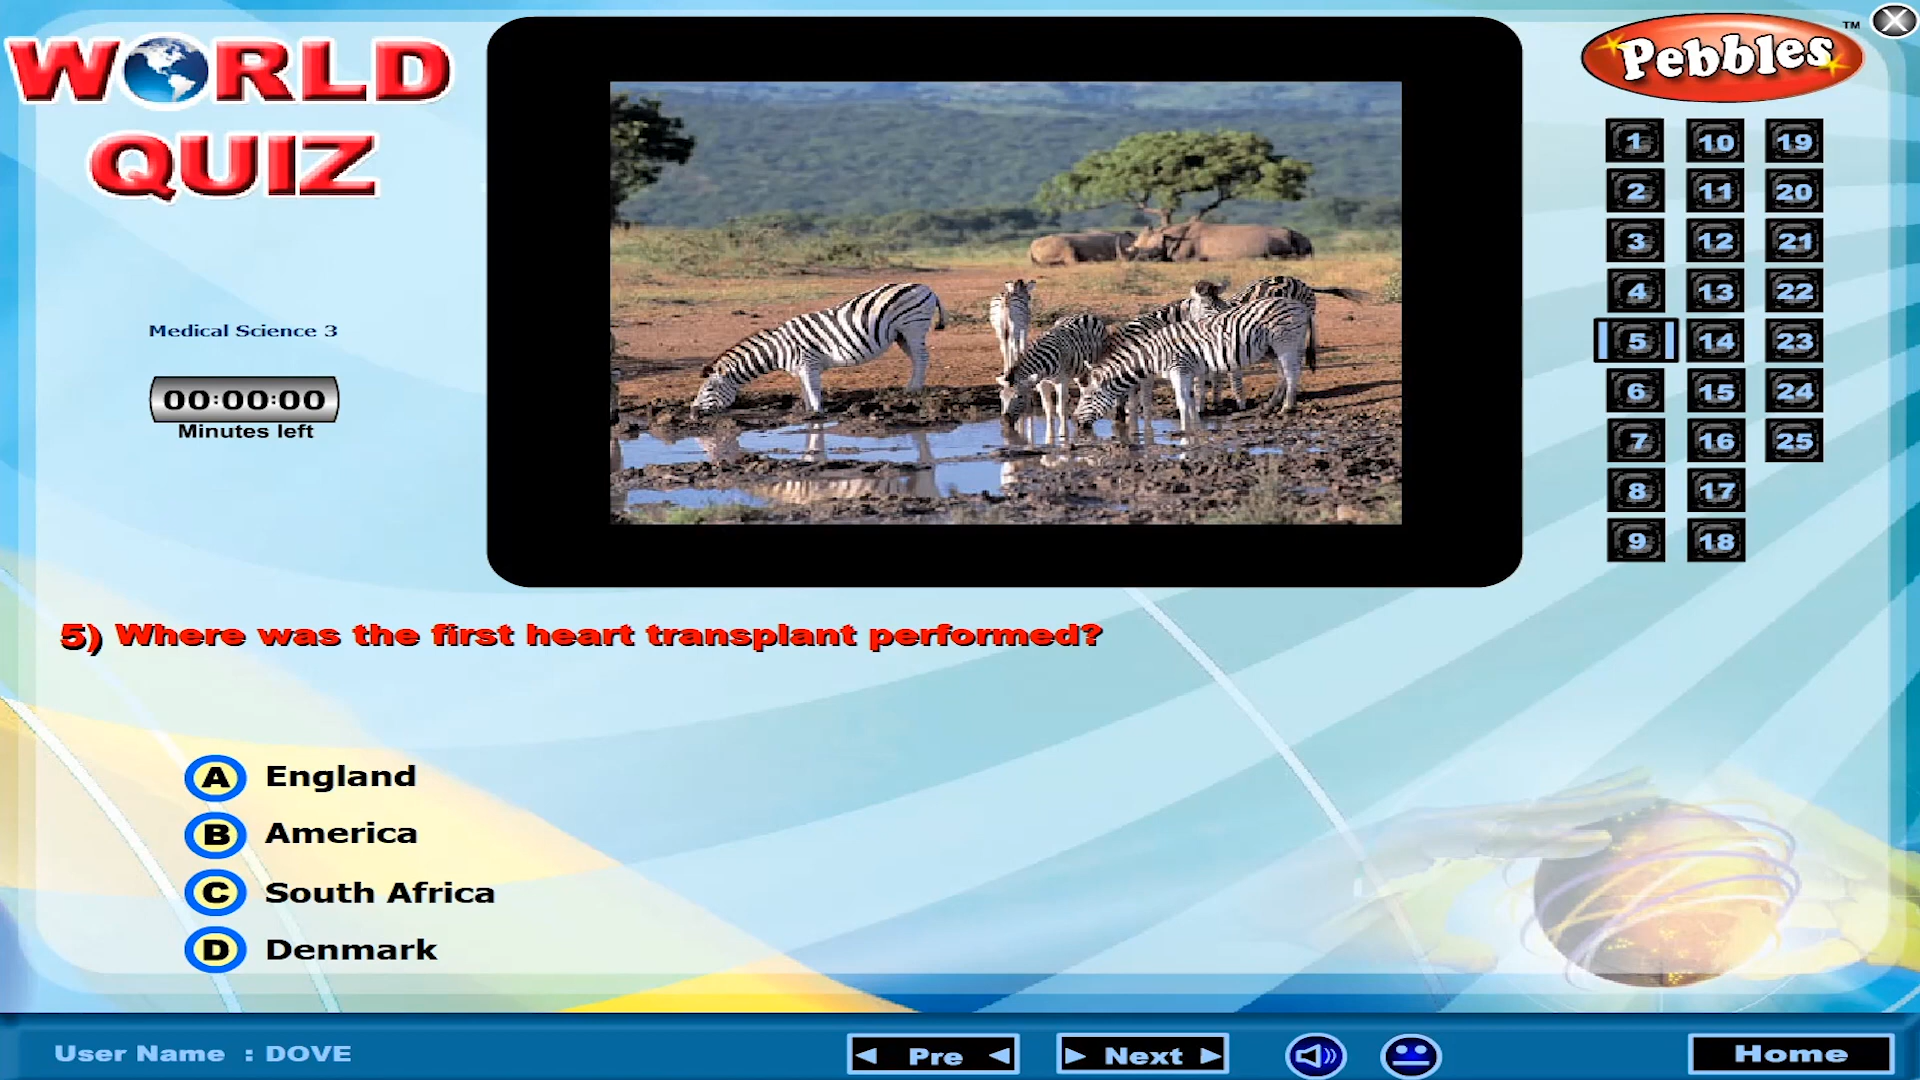 WORLD
QUIZ
Pebbles™
Medical Science 3
00:00:00
Minutes left
1 10 19
2 11 20
3 12 21
4 13 22
5 14 23
6 15 24
7 16 25
8 17
9 18
5) Where was the first heart transplant performed?
A England
B America
C South Africa
D Denmark
User Name : DOVE
Pre
Next
Home